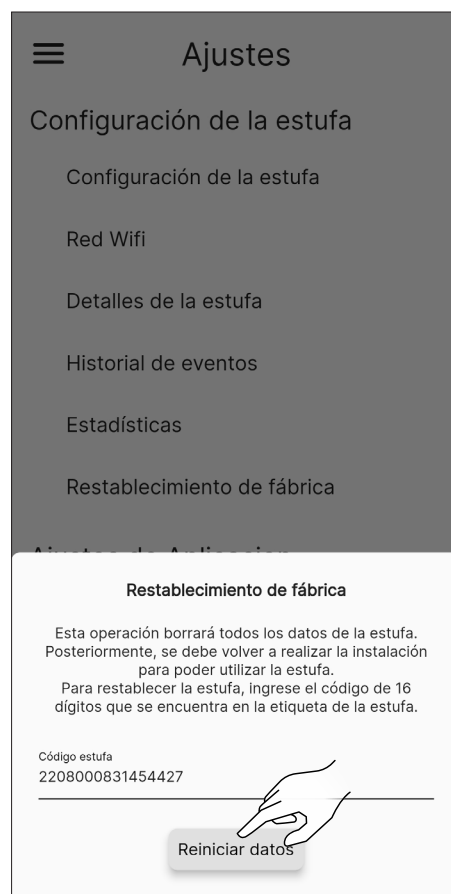 Ajustes
Configuración de la estufa
Configuración de la estufa
Red Wifi
Detalles de la estufa
Historial de eventos
Estadísticas
Restablecimiento de fábrica
Ajustes de Aplicacion
Restablecimiento de fábrica
Esta operación borrará todos los datos de la estufa.
Posteriormente, se debe volver a realizar la instalación
para poder utilizar la estufa.
Para restablecer la estufa, ingrese el código de 16
dígitos que se encuentra en la etiqueta de la estufa.
Código estufa
2208000831454427
Reiniciar datos